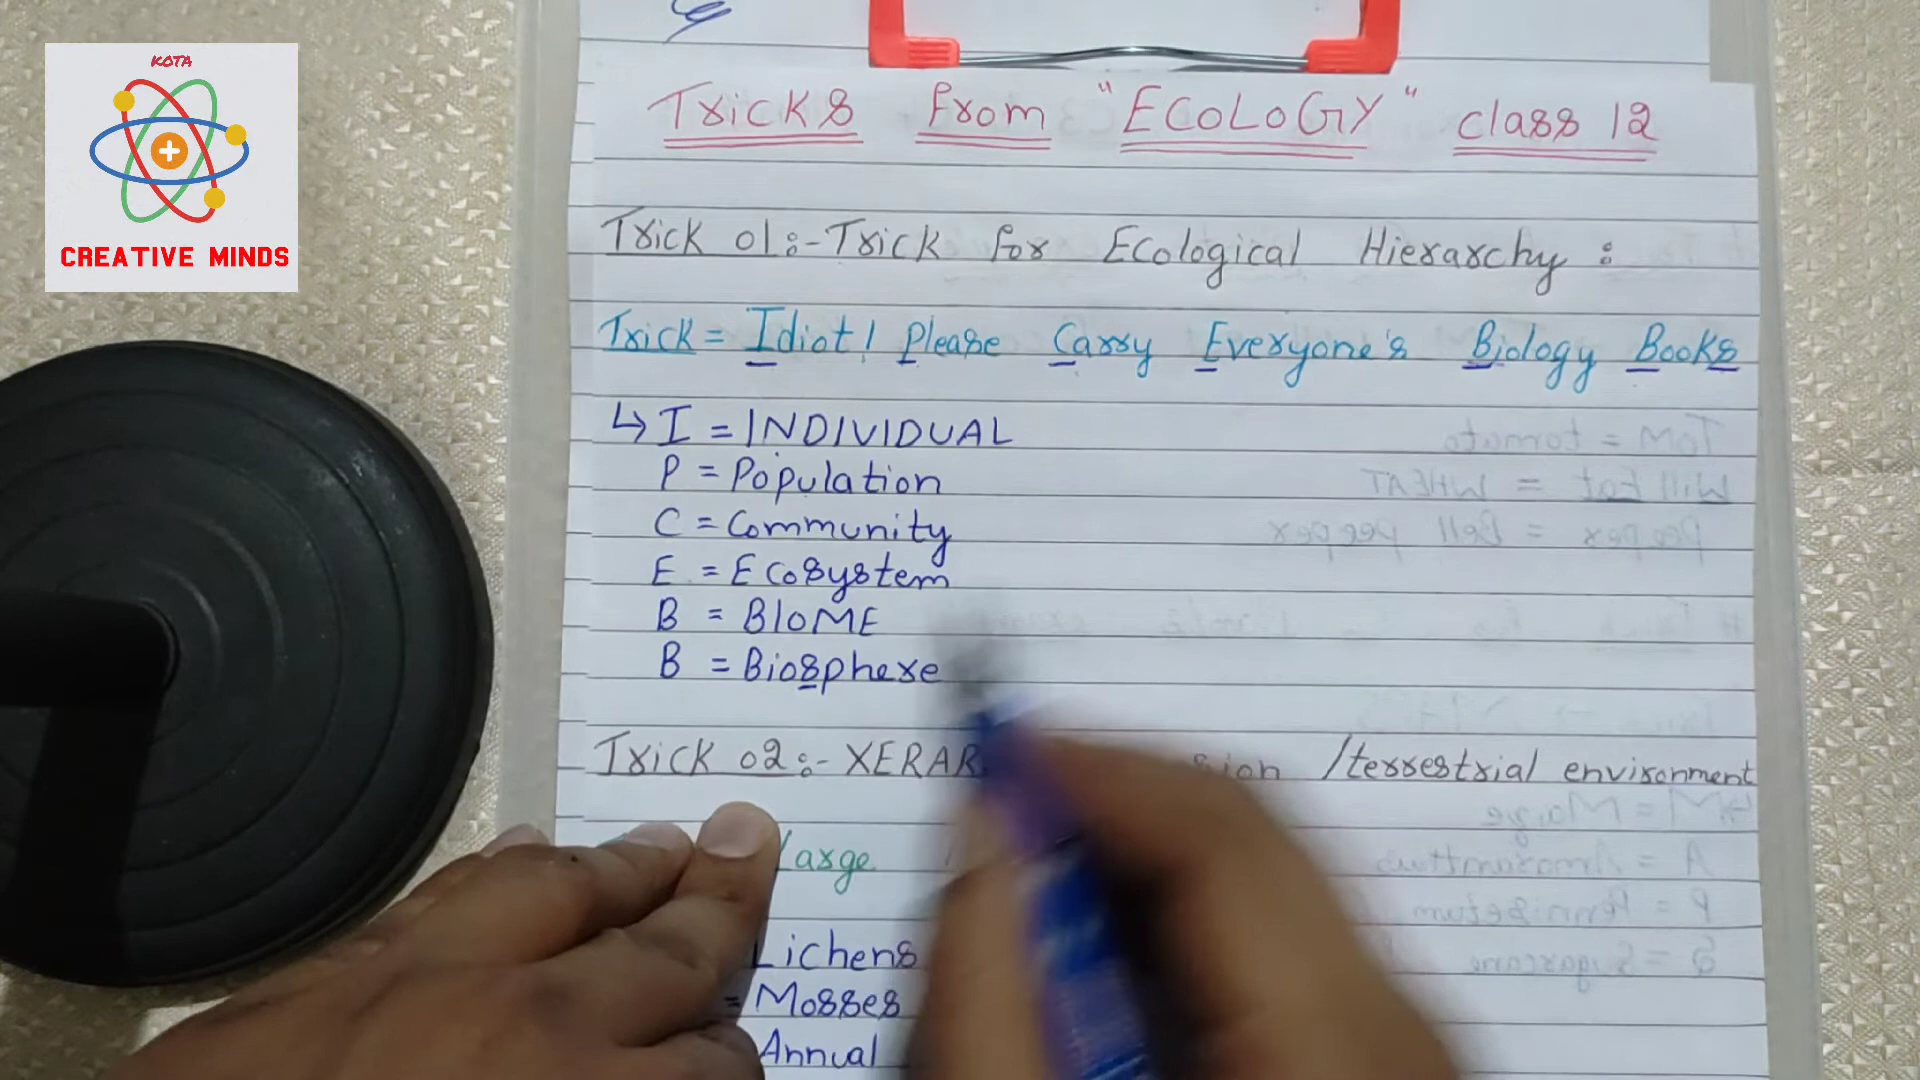 KOTA
CREATIVE MINDS
Tricks from "ECOLOGY" class 12
Trick 01:- Trick for Ecological Hierarchy :
Trick = Idiot! Please Carry Everyone's Biology Books
↳ I = INDIVIDUAL
P = Population
C = Community
E = Ecosystem
B = BIOME
B = Biosphere
Trick 02:- XERAR sion /terrestrial environment
large
Lichens
= Mosses
Annual